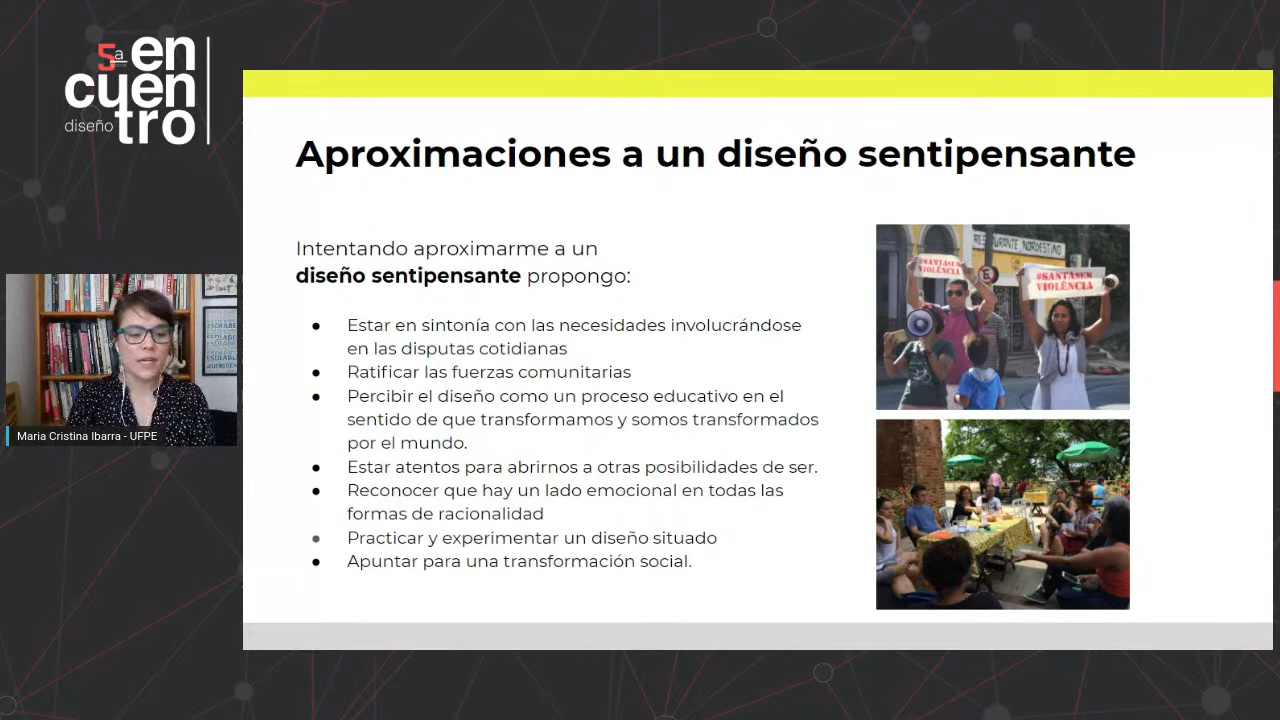 5a en
cuen
diseño tro
Aproximaciones a un diseño sentipensante
Intentando aproximarme a un
diseño sentipensante propongo:
● Estar en sintonía con las necesidades involucrándose
en las disputas cotidianas
● Ratificar las fuerzas comunitarias
● Percibir el diseño como un proceso educativo en el
sentido de que transformamos y somos transformados
por el mundo.
● Estar atentos para abrirnos a otras posibilidades de ser.
● Reconocer que hay un lado emocional en todas las
formas de racionalidad
● Practicar y experimentar un diseño situado
● Apuntar para una transformación social.
NORDESTINO
#SANTASEM
VIOLÊNCIA
E
#SANTASEM
VIOLÊNCIA
Maria Cristina Ibarra - UFPE